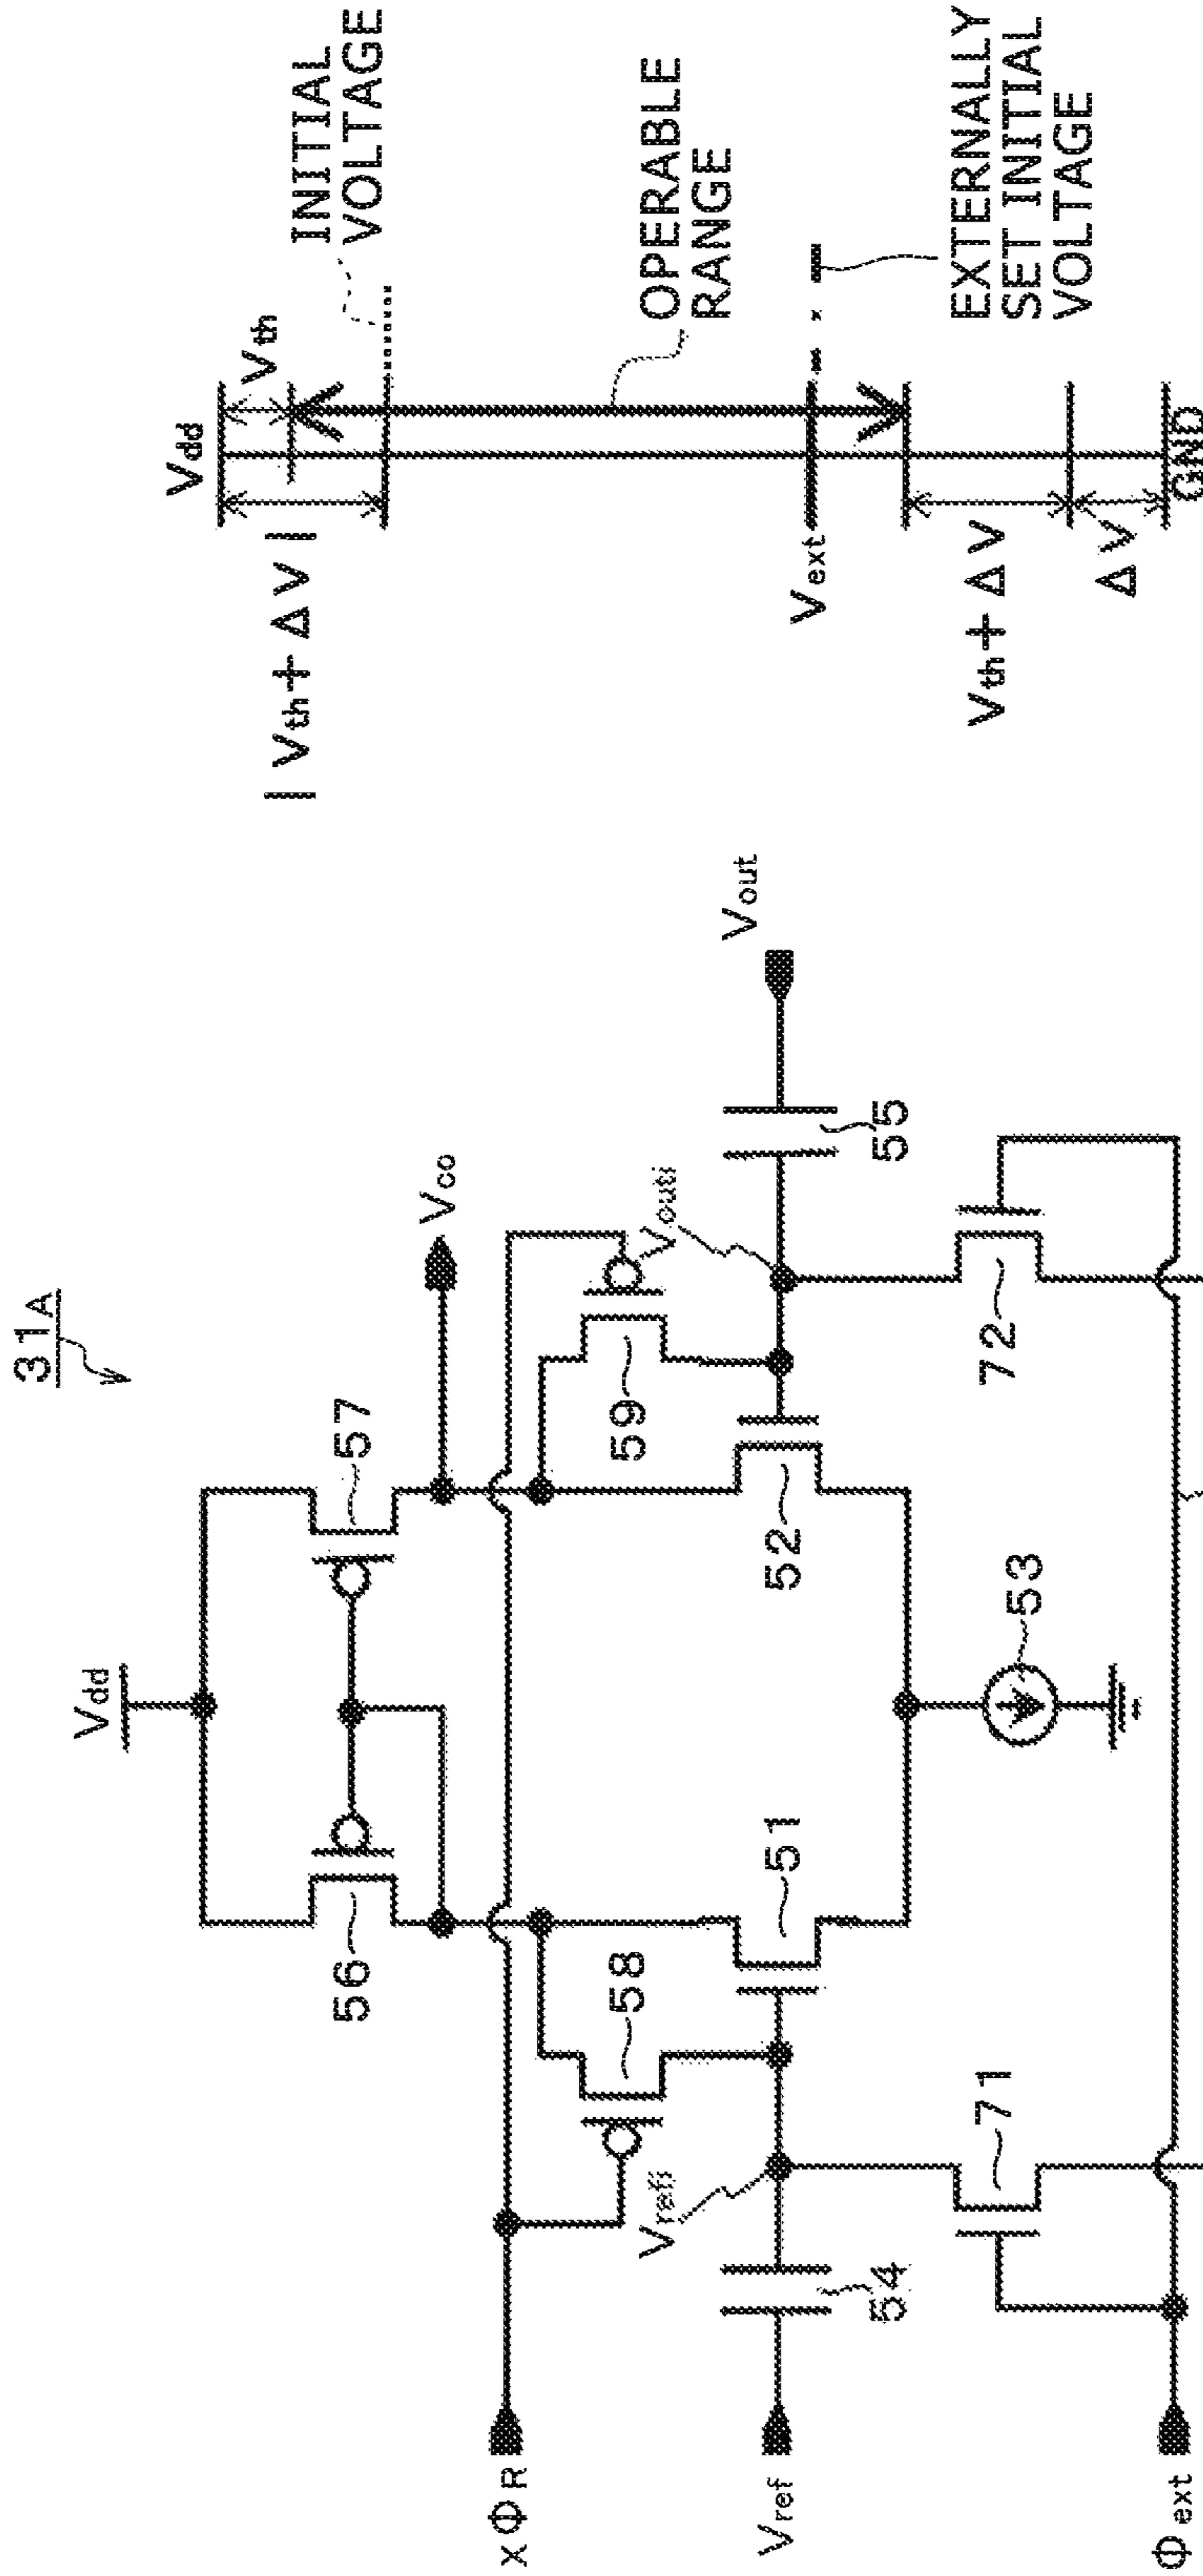 31A
Vdd
56
57
Vco
58
59
xΦR
Vrefi
Vouti
Vref
54
51
52
55
Vout
71
53
72
Φext
Vdd
Vth
|Vth+ΔV|
INITIAL
VOLTAGE
OPERABLE
RANGE
Vext
EXTERNALLY
SET INITIAL
VOLTAGE
Vth+ΔV
ΔV
GND